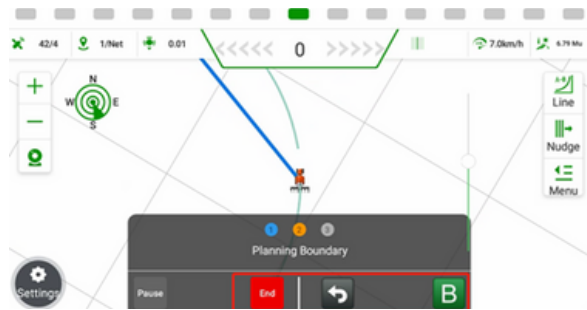 42/4 1/Net 0.01 <<<<< 0 >>>>> 7.0km/h 6.79 Mu
N
W E
S
A-B
Line
Nudge
Menu
1 2 3
Planning Boundary
Settings
Pause End B